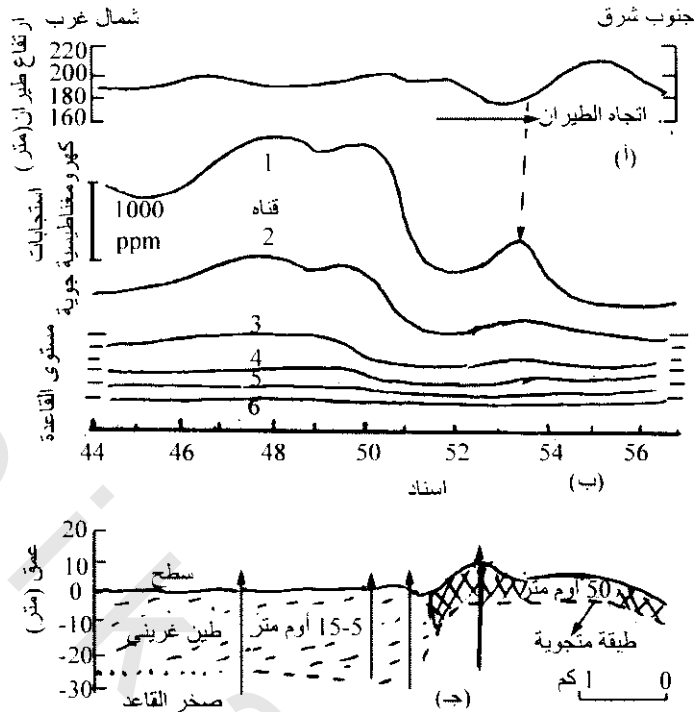 شمال غرب
جنوب شرق
ارتفاع طيران (متر)
220
200
180
160
اتجاه الطيران
(أ)
استجابات
كهرومغناطيسية جوية
1000
ppm
1
قناه
2
3
4
5
6
مستوى القاعدة
44 46 48 50 52 54 56
اسناد
(ب)
عمق (متر)
20
10
0
-10
-20
-30
سطح
طين غريني
15-5 أوم متر
50 أوم متر
طبقة متجوية
صخر القاعد
(جـ)
كم
1 0